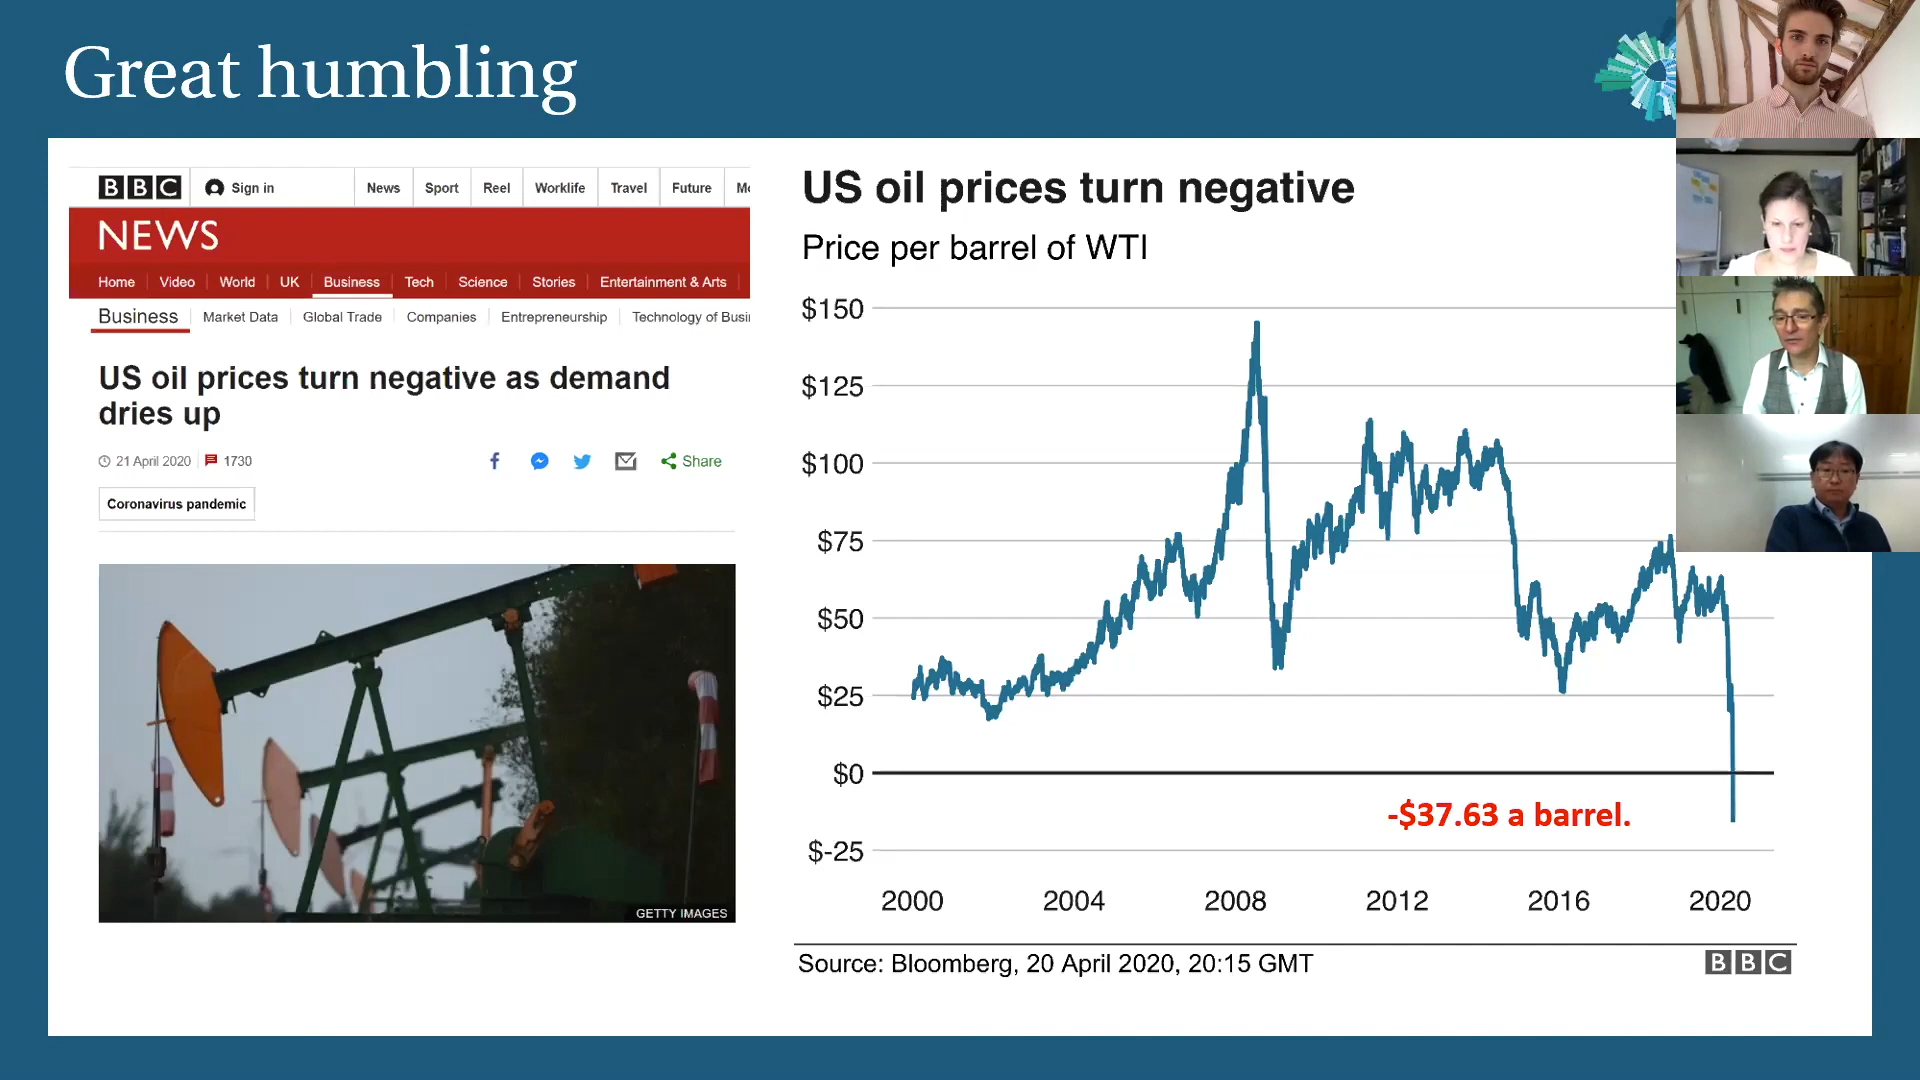 Great humbling
BBC
Sign in
News
Sport
Reel
Worklife
Travel
Future
NEWS
Home
Video
World
UK
Business
Tech
Science
Stories
Entertainment & Arts
Business
Market Data
Global Trade
Companies
Entrepreneurship
Technology of
US oil prices turn negative as demand
dries up
21 April 2020
1730
Share
Coronavirus pandemic
GETTY IMAGES
US oil prices turn negative
Price per barrel of WTI
$150
$125
$100
$75
$50
$25
$0
$-25
-$37.63 a barrel.
2000
2004
2008
2012
2016
2020
Source: Bloomberg, 20 April 2020, 20:15 GMT
BBC